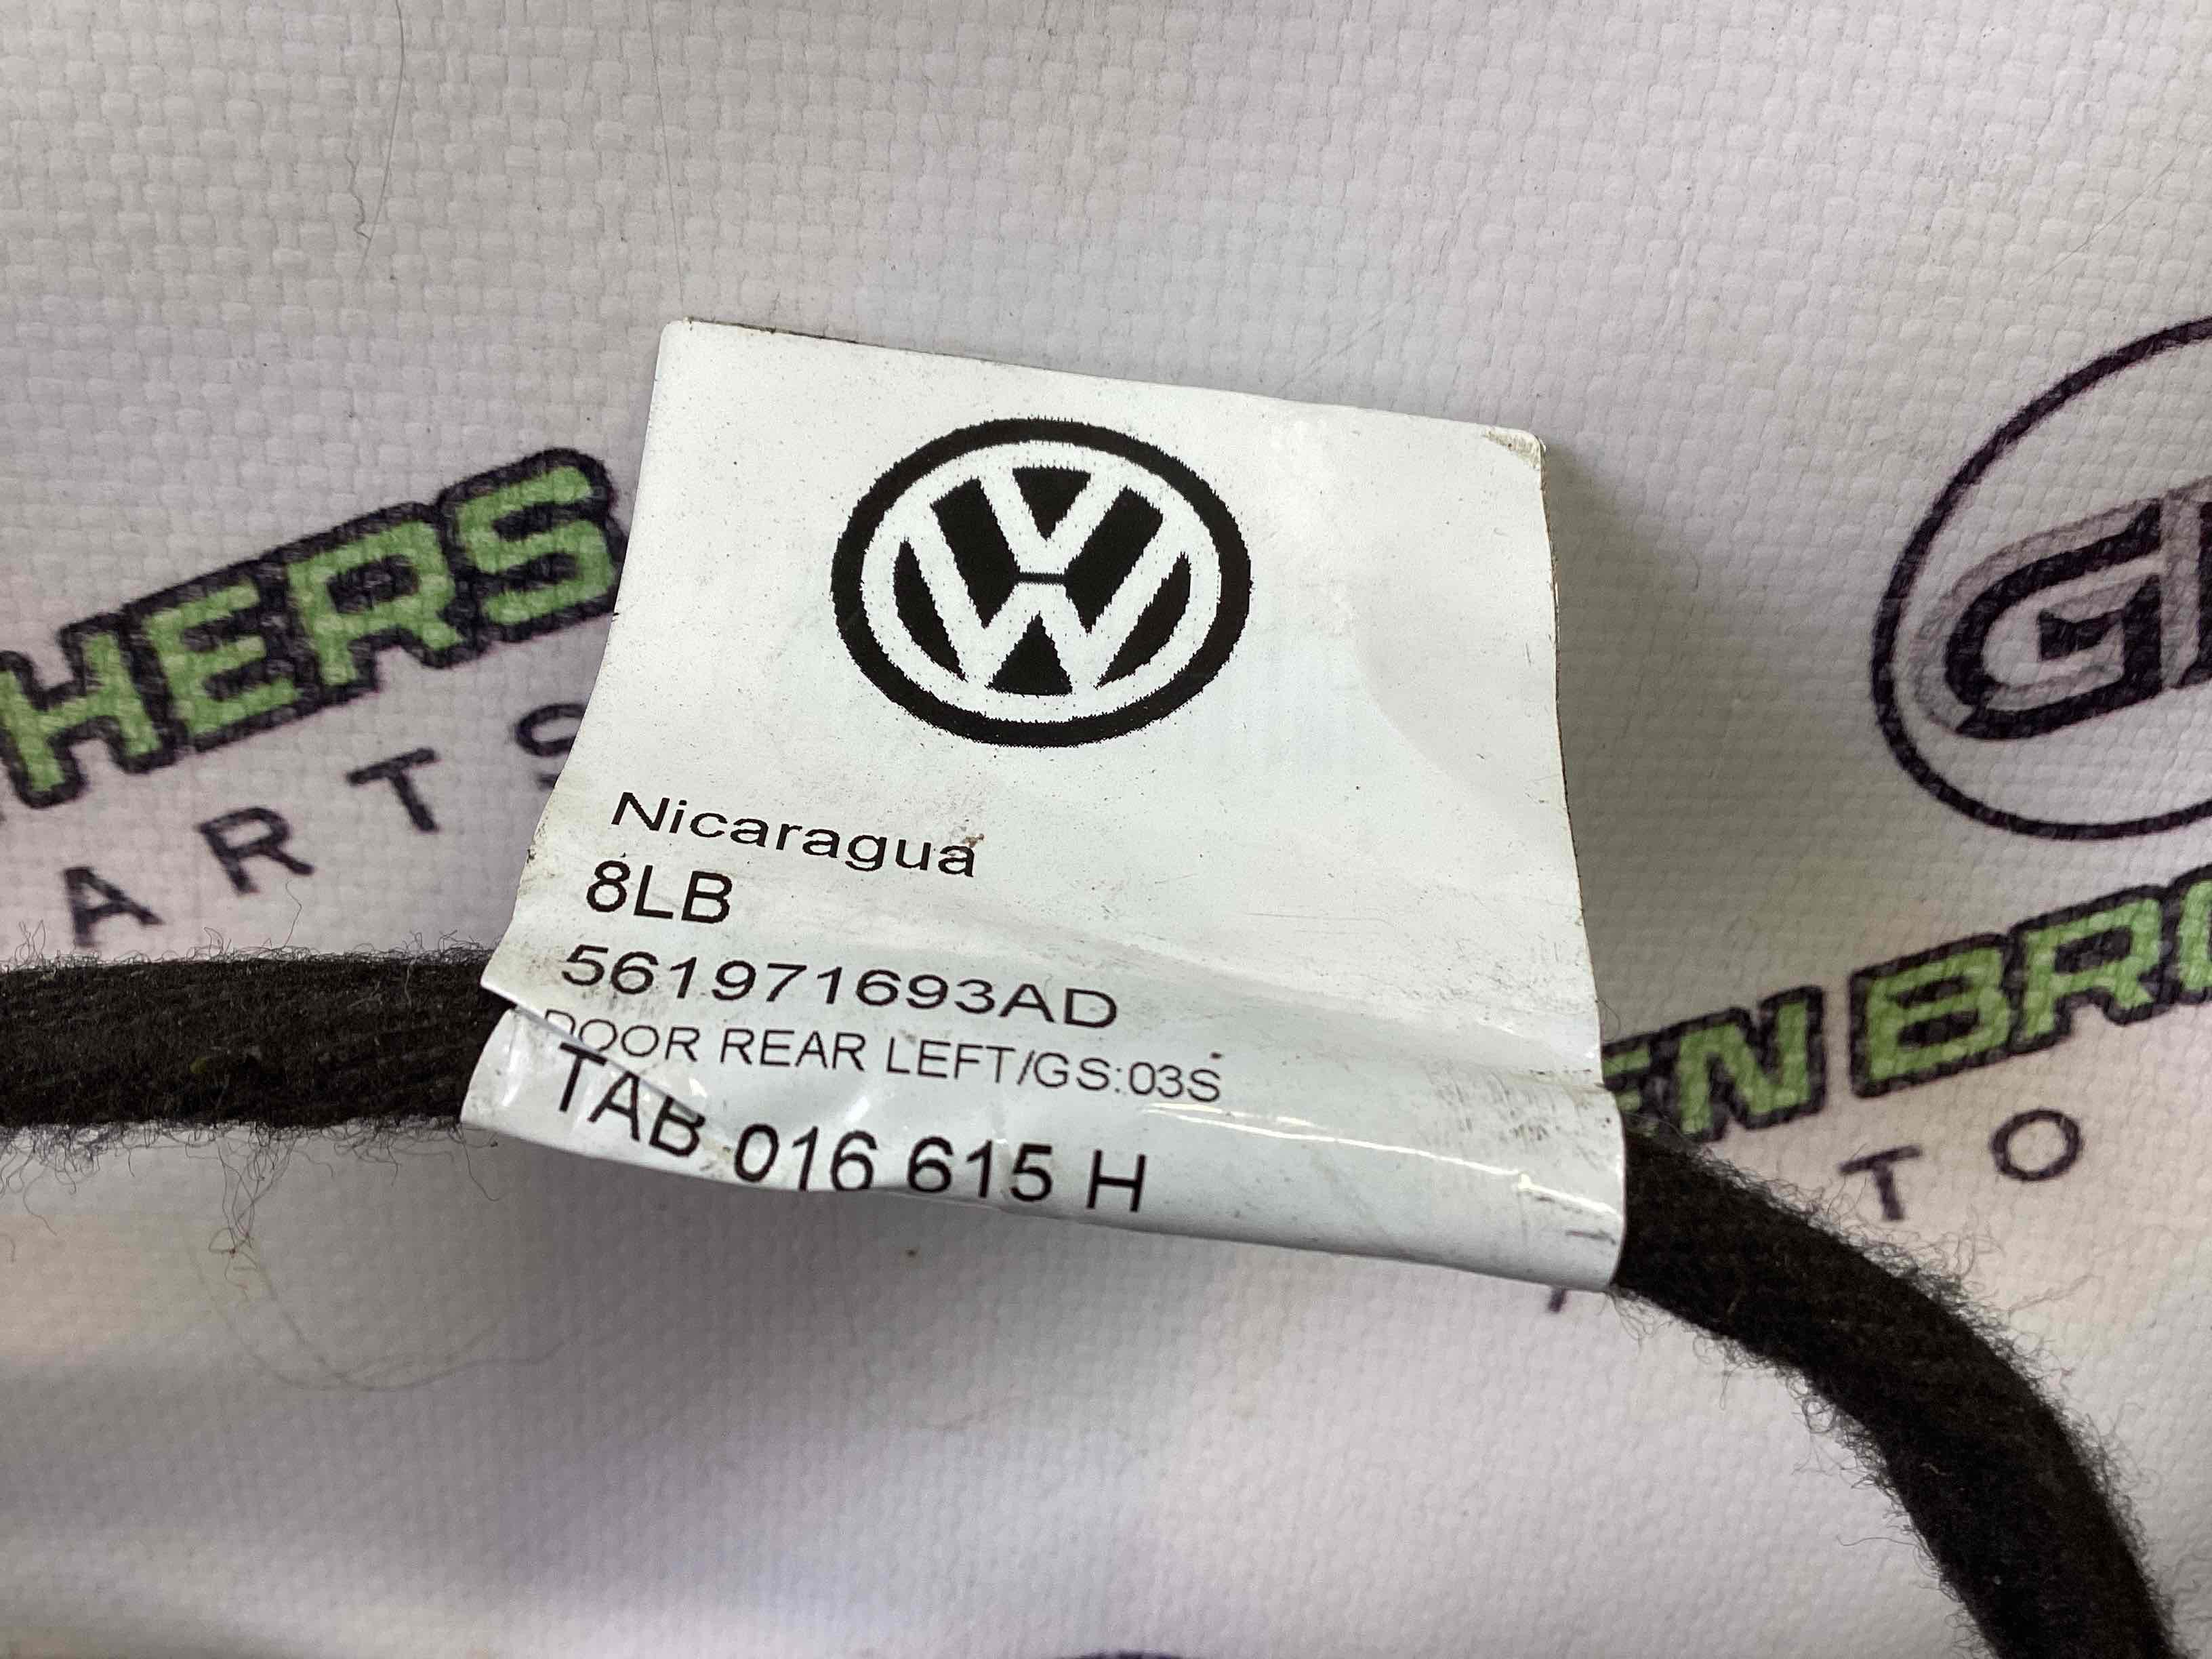 HERS
ARTS
Nicaragua
8LB
561971693AD
DOOR REAR LEFT/GS:03S
TAB 016 615 H
EN BR
TO